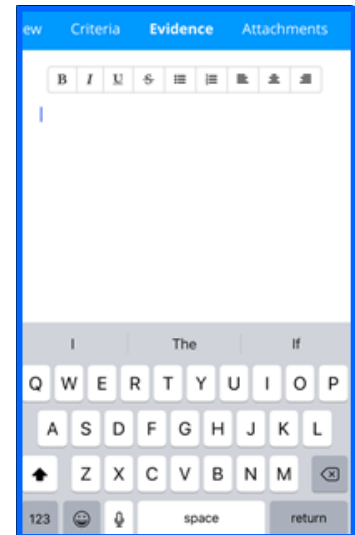 ew Criteria Evidence Attachments
B I U S
I The If
Q W E R T Y U I O P
A S D F G H J K L
Z X C V B N M
123 space return